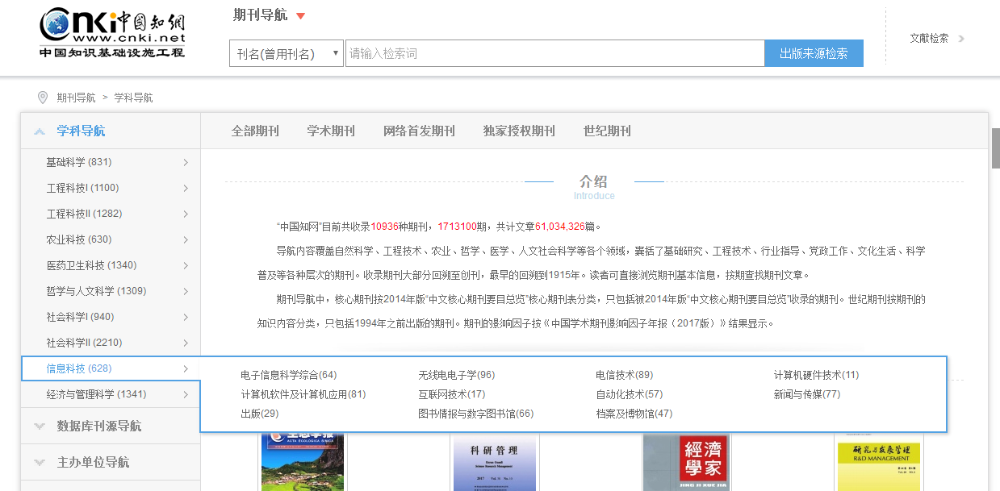 Cnki中国知網
www.cnki.net
中国知识基础设施工程
期刊导航
刊名(曾用刊名)
请输入检索词
出版来源检索
文献检索
期刊导航 > 学科导航
学科导航
全部期刊 学术期刊 网络首发期刊 独家授权期刊 世纪期刊
基础科学 (831)
工程科技I (1100)
工程科技II (1282)
农业科技 (630)
医药卫生科技 (1340)
哲学与人文科学 (1309)
社会科学I (940)
社会科学II (2210)
信息科技 (628)
经济与管理科学 (1341)
数据库刊源导航
主办单位导航
介绍
Introduce
“中国知网”目前共收录10936种期刊，1713100期，共计文章61,034,326篇。
导航内容覆盖自然科学、工程技术、农业、哲学、医学、人文社会科学等各个领域，囊括了基础研究、工程技术、行业指导、党政工作、文化生活、科学
普及等各种层次的期刊。收录期刊大部分回溯至创刊，最早的回溯到1915年。读者可直接浏览期刊基本信息，按期查找期刊文章。
期刊导航中，核心期刊按2014年版“中文核心期刊要目总览”核心期刊表分类，只包括被2014年版“中文核心期刊要目总览”收录的期刊。世纪期刊按期刊的
知识内容分类，只包括1994年之前出版的期刊。期刊的影响因子按《中国学术期刊影响因子年报（2017版）》结果显示。
电子信息科学综合(64) 无线电电子学(96) 电信技术(89) 计算机硬件技术(11)
计算机软件及计算机应用(81) 互联网技术(17) 自动化技术(57) 新闻与传媒(77)
出版(29) 图书情报与数字图书馆(66) 档案及博物馆(47)
生态学报
ACTA ECOLOGICA SINICA
科研管理
Science Research Management
2017
經濟學家
JING JI XUE JIA
研究与发展管理
R&D MANAGEMENT